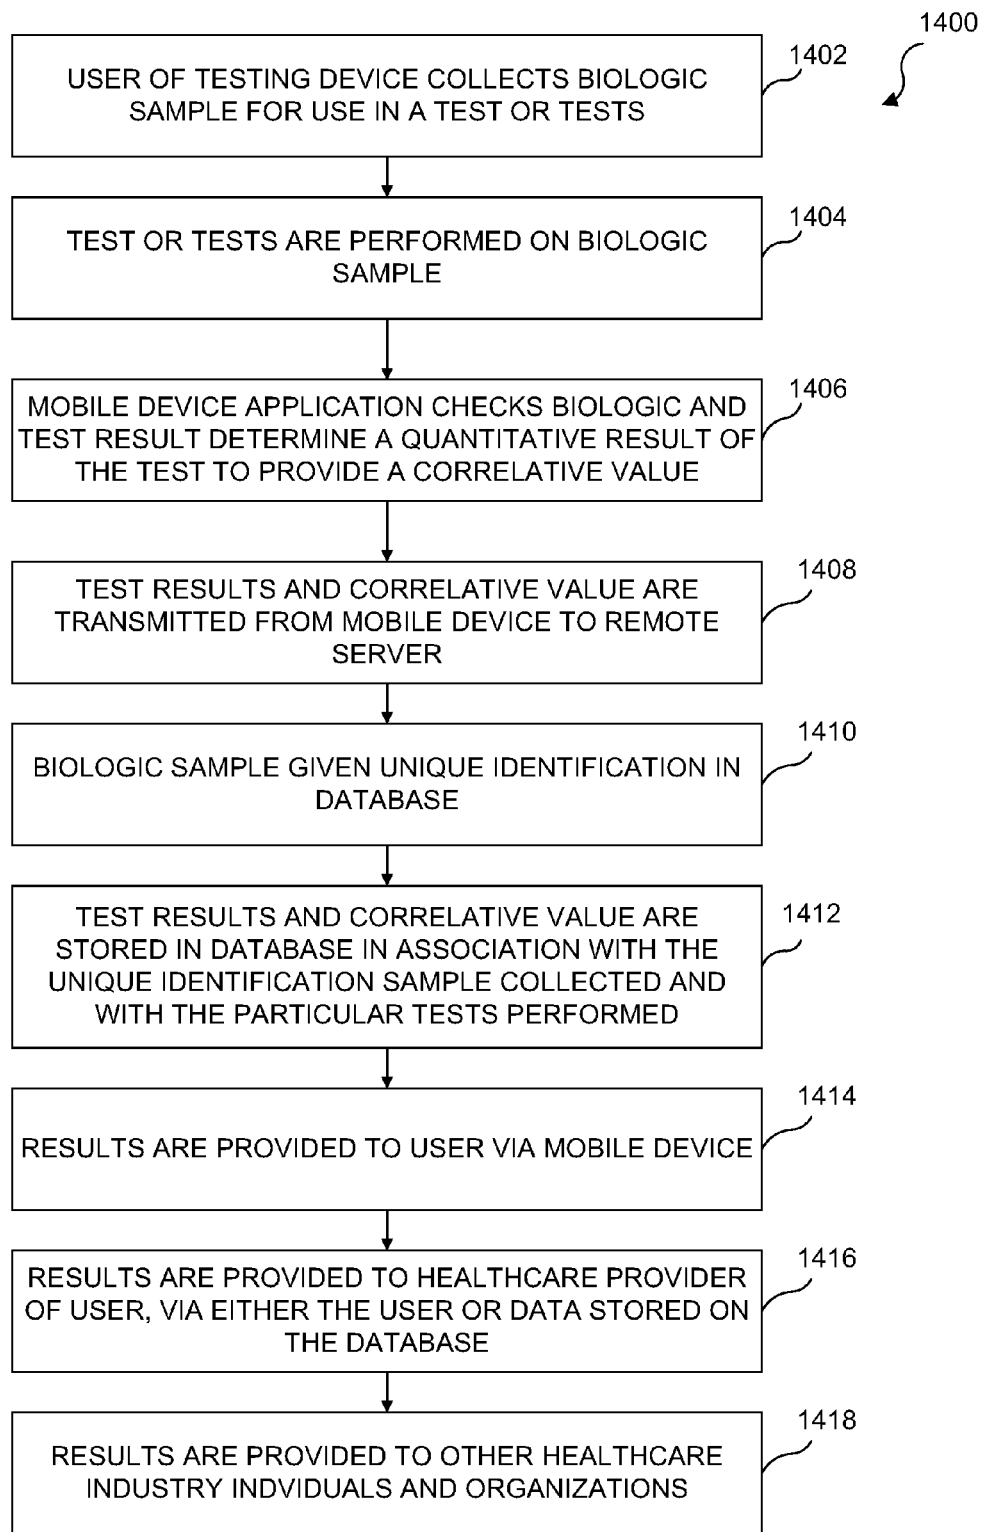 1400
1402
USER OF TESTING DEVICE COLLECTS BIOLOGIC
SAMPLE FOR USE IN A TEST OR TESTS
1404
TEST OR TESTS ARE PERFORMED ON BIOLOGIC
SAMPLE
1406
MOBILE DEVICE APPLICATION CHECKS BIOLOGIC AND
TEST RESULT DETERMINE A QUANTITATIVE RESULT OF
THE TEST TO PROVIDE A CORRELATIVE VALUE
1408
TEST RESULTS AND CORRELATIVE VALUE ARE
TRANSMITTED FROM MOBILE DEVICE TO REMOTE
SERVER
1410
BIOLOGIC SAMPLE GIVEN UNIQUE IDENTIFICATION IN
DATABASE
1412
TEST RESULTS AND CORRELATIVE VALUE ARE
STORED IN DATABASE IN ASSOCIATION WITH THE
UNIQUE IDENTIFICATION SAMPLE COLLECTED AND
WITH THE PARTICULAR TESTS PERFORMED
1414
RESULTS ARE PROVIDED TO USER VIA MOBILE DEVICE
1416
RESULTS ARE PROVIDED TO HEALTHCARE PROVIDER
OF USER, VIA EITHER THE USER OR DATA STORED ON
THE DATABASE
1418
RESULTS ARE PROVIDED TO OTHER HEALTHCARE
INDUSTRY INDVIDUALS AND ORGANIZATIONS